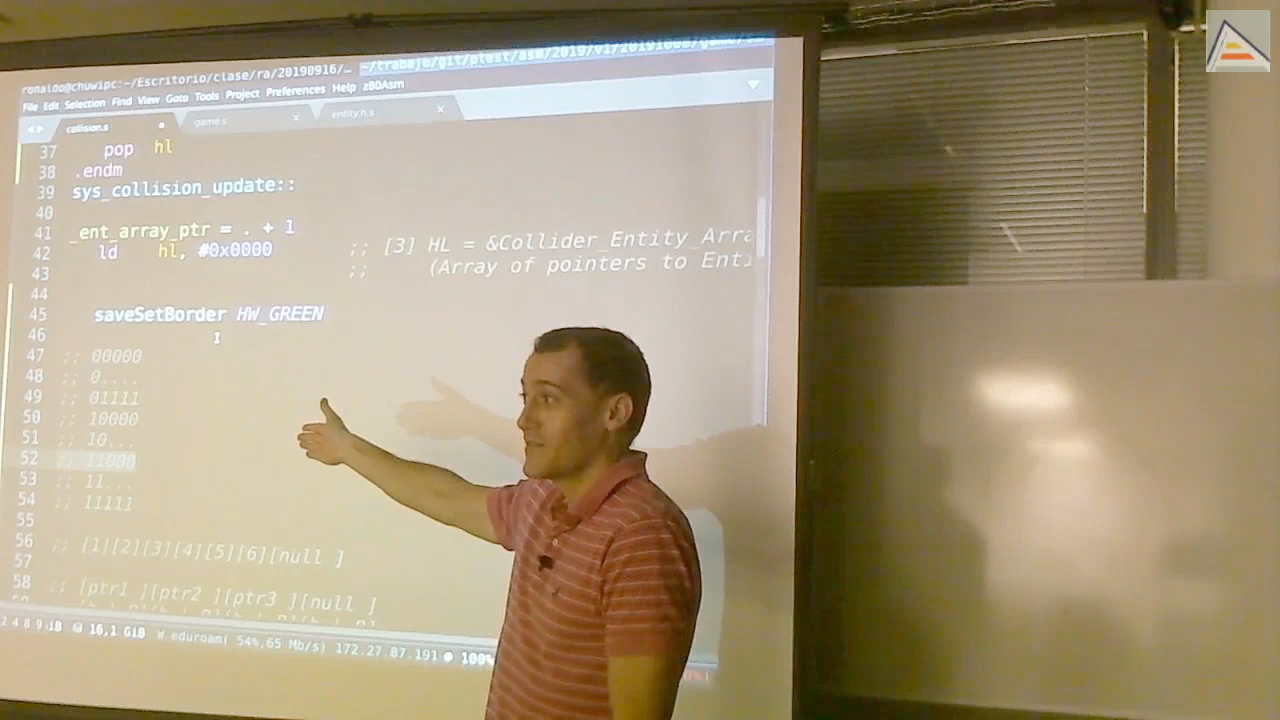 ronaldo@chuwipc:~/Escritorio/clase/ra/20190916/… ~/trabajo/git/ptest/asm/2019/v1/20191008/game/s…
File Edit Selection Find View Goto Tools Project Preferences Help z80Asm
collision.s game.s entity.h.s
37 pop hl
38 .endm
39 sys_collision_update::
40
41 _ent_array_ptr = . + 1
42 ld hl, #0x0000 ;; [3] HL = &Collider_Entity_Arra
43 ;; (Array of pointers to Enti
44
45 saveSetBorder HW_GREEN
46
47 ;; 00000
48 ;; 0....
49 ;; 01111
50 ;; 10000
51 ;; 10...
52 ;; 11000
53 ;; 11...
54 ;; 11111
55
56 ;; [1][2][3][4][5][6][null ]
57
58 ;; [ptr1 ][ptr2 ][ptr3 ][null ]
16,1 GiB W eduroam( 54%,65 Mb/s) 172.27.87.191 100%